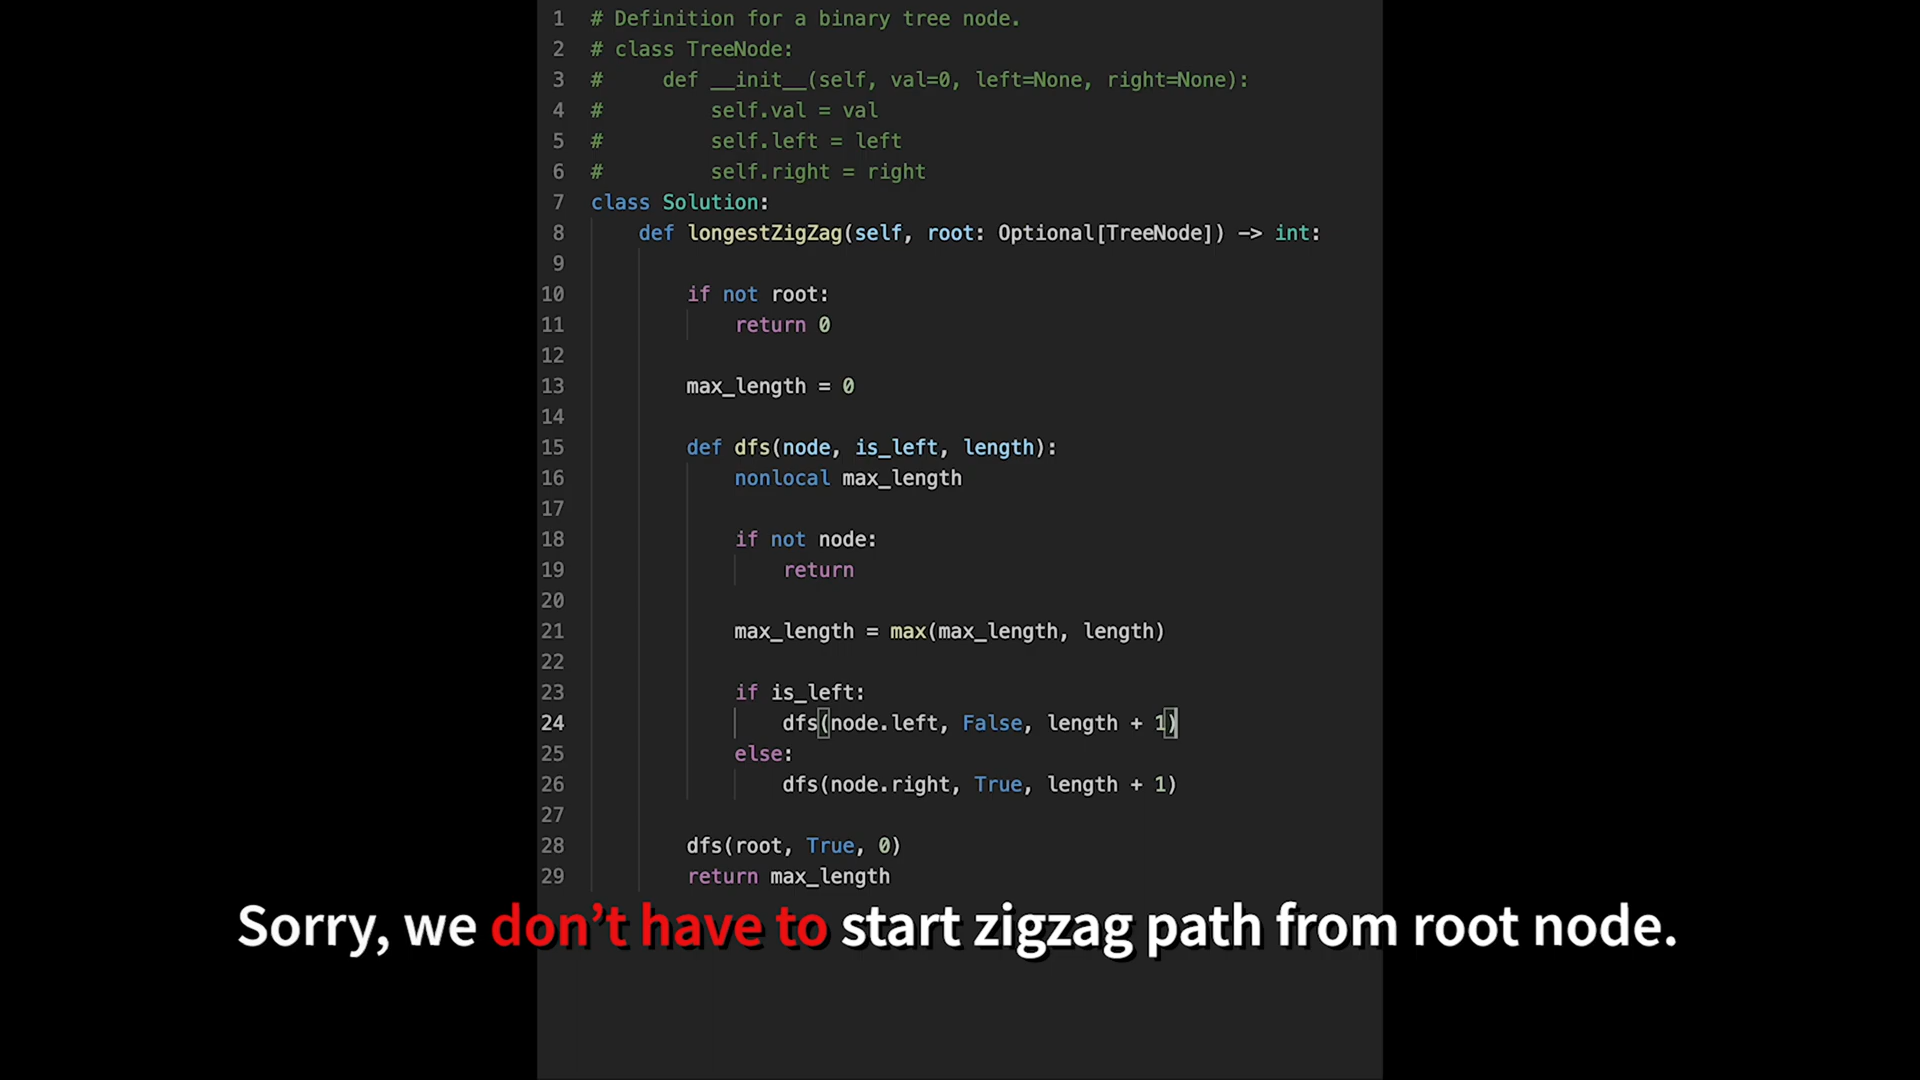 1 # Definition for a binary tree node.
2 # class TreeNode:
3 #     def __init__(self, val=0, left=None, right=None):
4 #         self.val = val
5 #         self.left = left
6 #         self.right = right
7 class Solution:
8     def longestZigZag(self, root: Optional[TreeNode]) -> int:
9
10         if not root:
11             return 0
12
13         max_length = 0
14
15         def dfs(node, is_left, length):
16             nonlocal max_length
17
18             if not node:
19                 return
20
21             max_length = max(max_length, length)
22
23             if is_left:
24                 dfs(node.left, False, length + 1)
25             else:
26                 dfs(node.right, True, length + 1)
27
28         dfs(root, True, 0)
29         return max_length
Sorry, we don’t have to start zigzag path from root node.